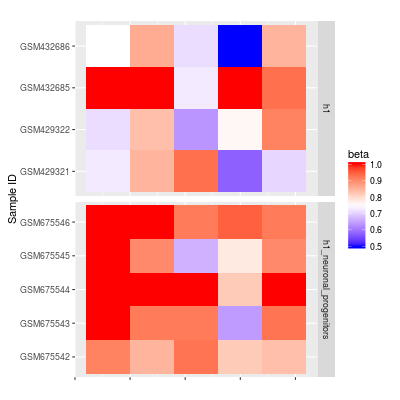 GSM432686
GSM432685
GSM429322
GSM429321
h1
GSM675546
GSM675545
GSM675544
GSM675543
GSM675542
h1_neuronal_progenitors
Sample ID
beta
1.0
0.9
0.8
0.7
0.6
0.5